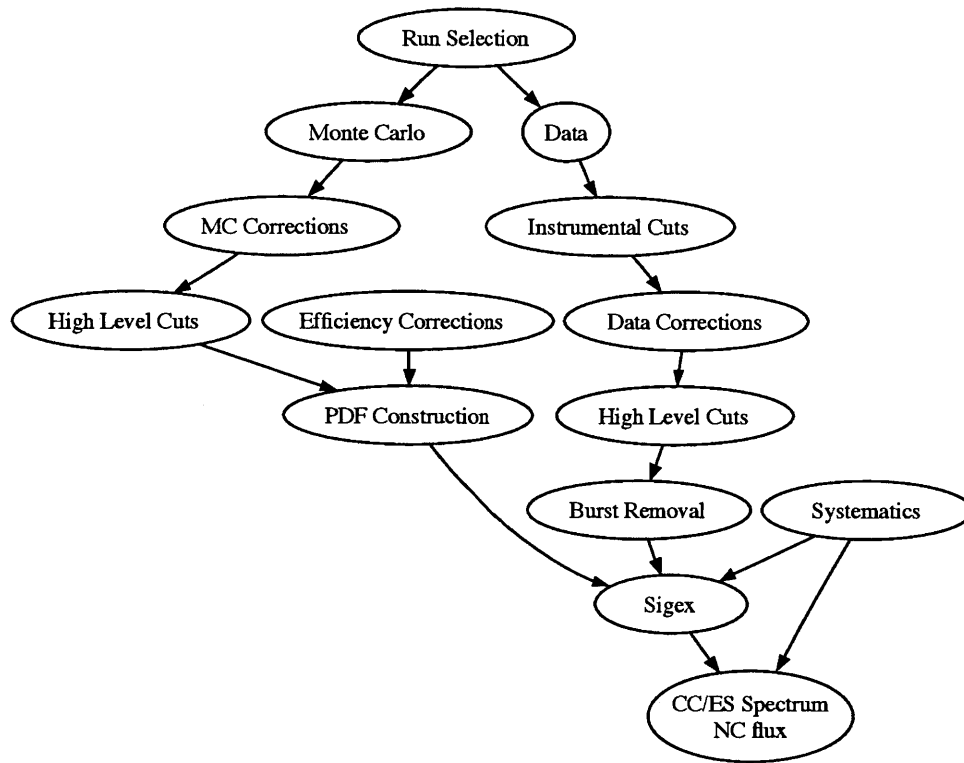 Run Selection
Monte Carlo
Data
MC Corrections
Instrumental Cuts
High Level Cuts
Efficiency Corrections
Data Corrections
PDF Construction
High Level Cuts
Burst Removal
Systematics
Sigex
CC/ES Spectrum
NC flux